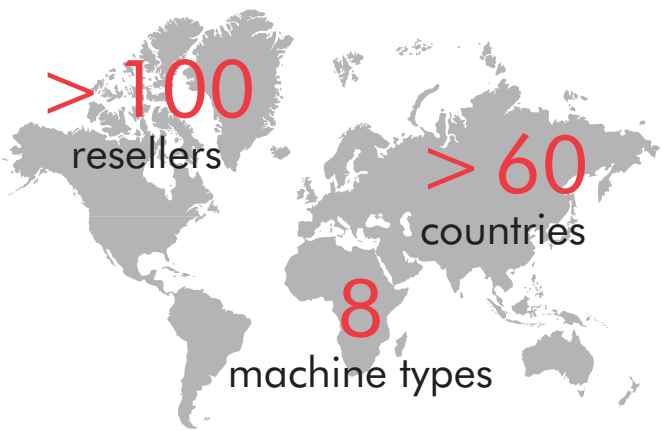 > 100
resellers
> 60
countries
8
machine types